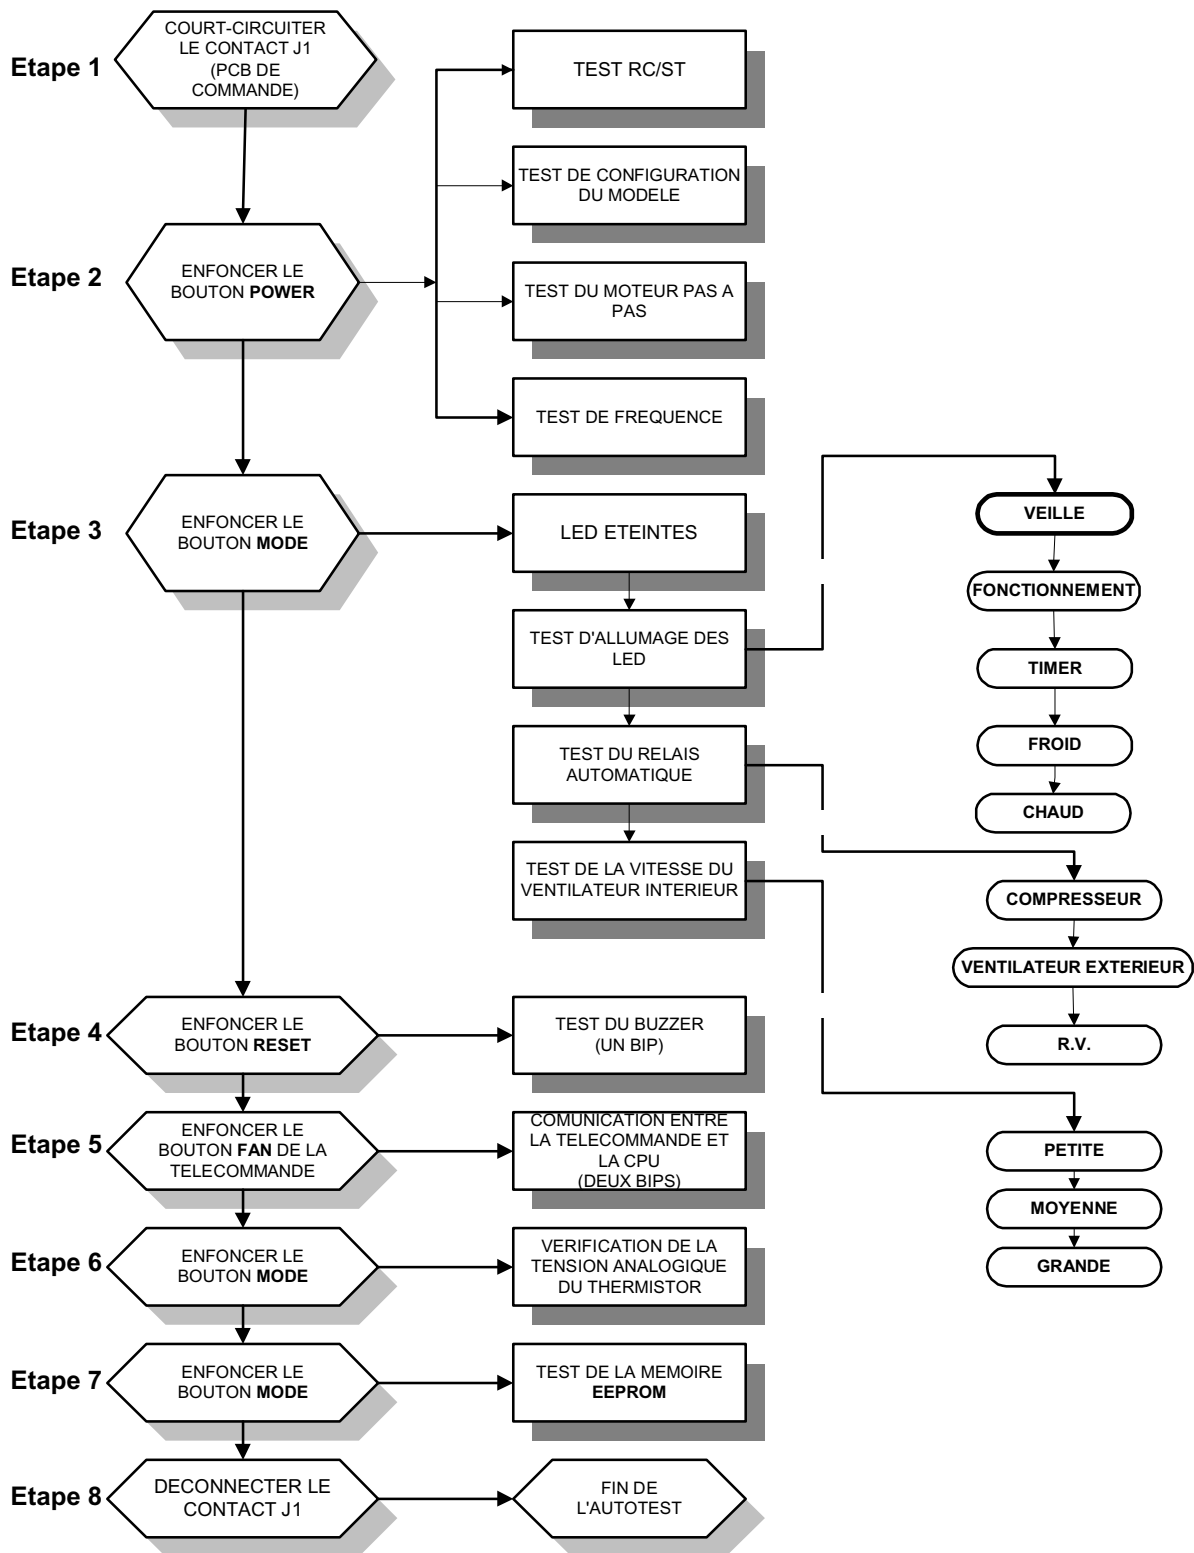 Etape 1
COURT-CIRCUITER
LE CONTACT J1
(PCB DE
COMMANDE)
TEST RC/ST
TEST DE CONFIGURATION
DU MODELE
Etape 2
ENFONCER LE
BOUTON POWER
TEST DU MOTEUR PAS A
PAS
TEST DE FREQUENCE
Etape 3
ENFONCER LE
BOUTON MODE
LED ETEINTES
TEST D'ALLUMAGE DES
LED
TEST DU RELAIS
AUTOMATIQUE
TEST DE LA VITESSE DU
VENTILATEUR INTERIEUR
VEILLE
FONCTIONNEMENT
TIMER
FROID
CHAUD
COMPRESSEUR
VENTILATEUR EXTERIEUR
R.V.
PETITE
MOYENNE
GRANDE
Etape 4
ENFONCER LE
BOUTON RESET
TEST DU BUZZER
(UN BIP)
Etape 5
ENFONCER LE
BOUTON FAN DE LA
TELECOMMANDE
COMUNICATION ENTRE
LA TELECOMMANDE ET
LA CPU
(DEUX BIPS)
Etape 6
ENFONCER LE
BOUTON MODE
VERIFICATION DE LA
TENSION ANALOGIQUE
DU THERMISTOR
Etape 7
ENFONCER LE
BOUTON MODE
TEST DE LA MEMOIRE
EEPROM
Etape 8
DECONNECTER LE
CONTACT J1
FIN DE
L'AUTOTEST